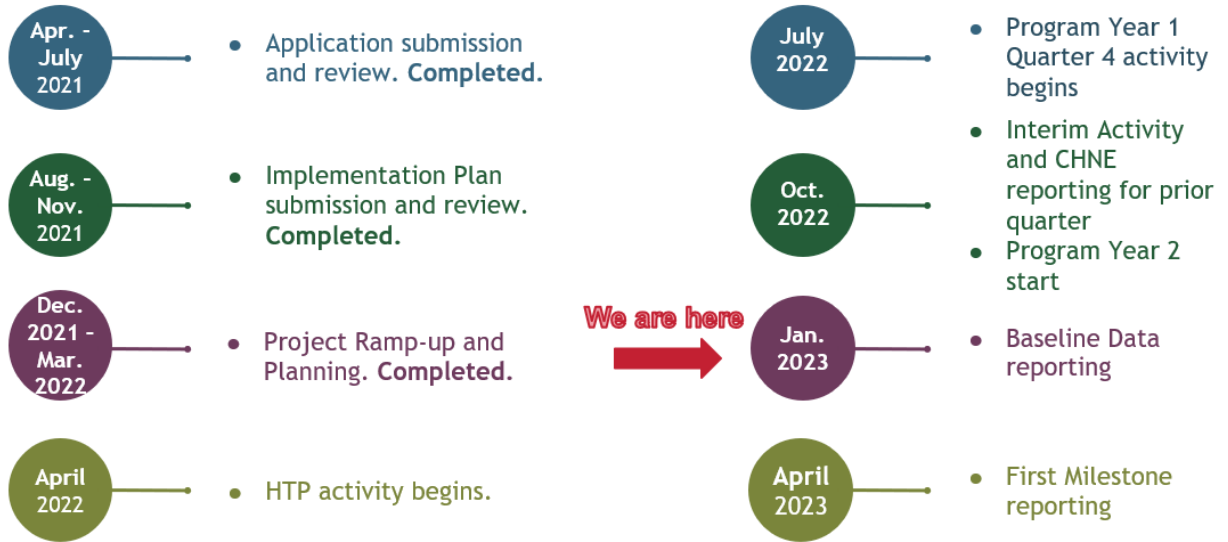 Apr. –
July
2021
● Application submission
and review. Completed.
Aug. –
Nov.
2021
● Implementation Plan
submission and review.
Completed.
Dec.
2021 –
Mar.
2022
● Project Ramp-up and
Planning. Completed.
April
2022
● HTP activity begins.
We are here
July
2022
● Program Year 1
Quarter 4 activity
begins
Oct.
2022
● Interim Activity
and CHNE
reporting for prior
quarter
● Program Year 2
start
Jan.
2023
● Baseline Data
reporting
April
2023
● First Milestone
reporting